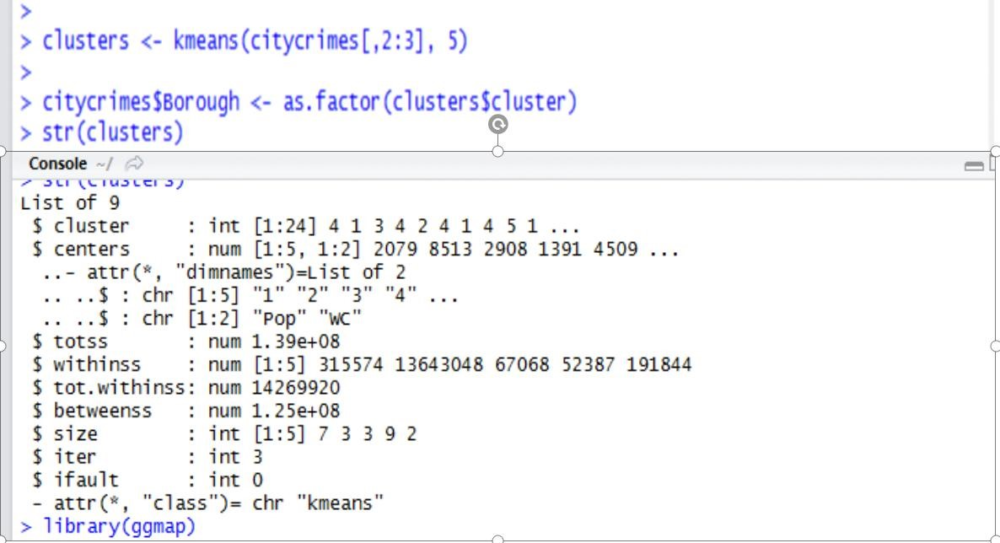 >
> clusters <- kmeans(citycrimes[,2:3], 5)
>
> citycrimes$Borough <- as.factor(clusters$cluster)
> str(clusters)
Console ~/
> str(clusters)
List of 9
 $ cluster     : int [1:24] 4 1 3 4 2 4 1 4 5 1 ...
 $ centers     : num [1:5, 1:2] 2079 8513 2908 1391 4509 ...
  ..- attr(*, "dimnames")=List of 2
  .. ..$ : chr [1:5] "1" "2" "3" "4" ...
  .. ..$ : chr [1:2] "Pop" "WC"
 $ totss       : num 1.39e+08
 $ withinss    : num [1:5] 315574 13643048 67068 52387 191844
 $ tot.withinss: num 14269920
 $ betweenss   : num 1.25e+08
 $ size        : int [1:5] 7 3 3 9 2
 $ iter        : int 3
 $ ifault      : int 0
 - attr(*, "class")= chr "kmeans"
> library(ggmap)